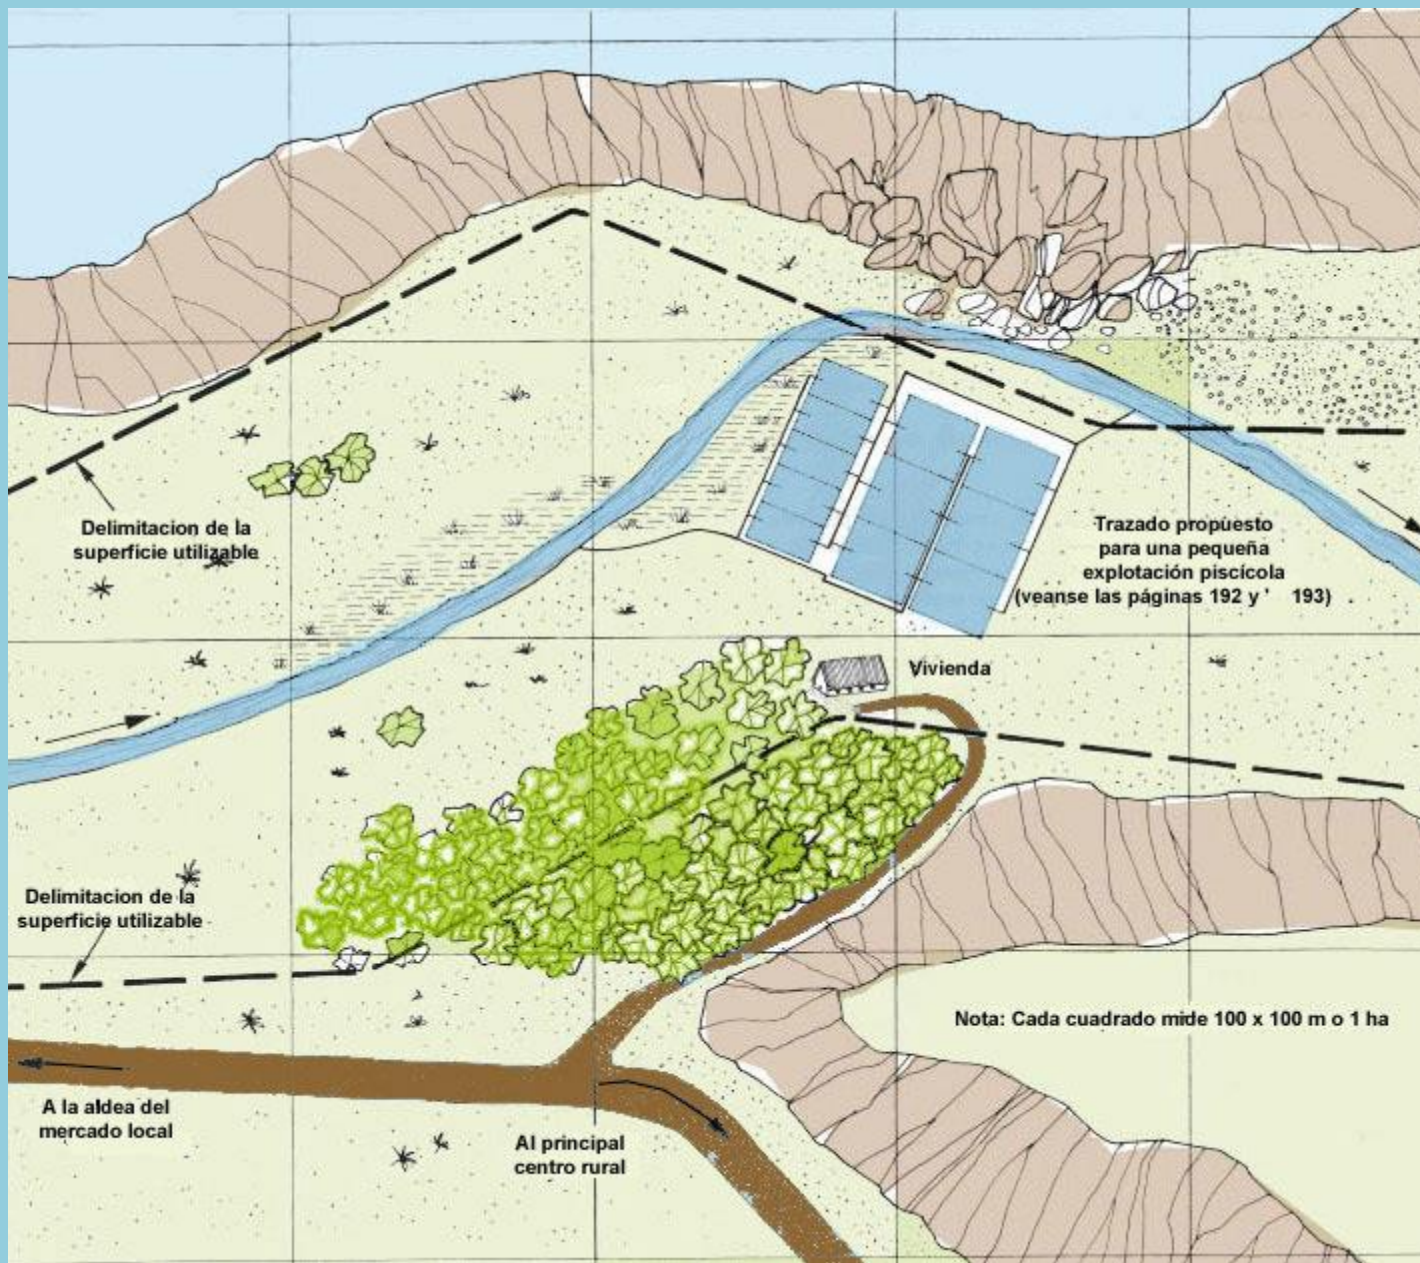 Delimitacion de la
superficie utilizable
Trazado propuesto
para una pequeña
explotación piscícola
(veanse las páginas 192 y ' 193)
Vivienda
Delimitacion de la
superficie utilizable
Nota: Cada cuadrado mide 100 x 100 m o 1 ha
A la aldea del
mercado local
Al principal
centro rural